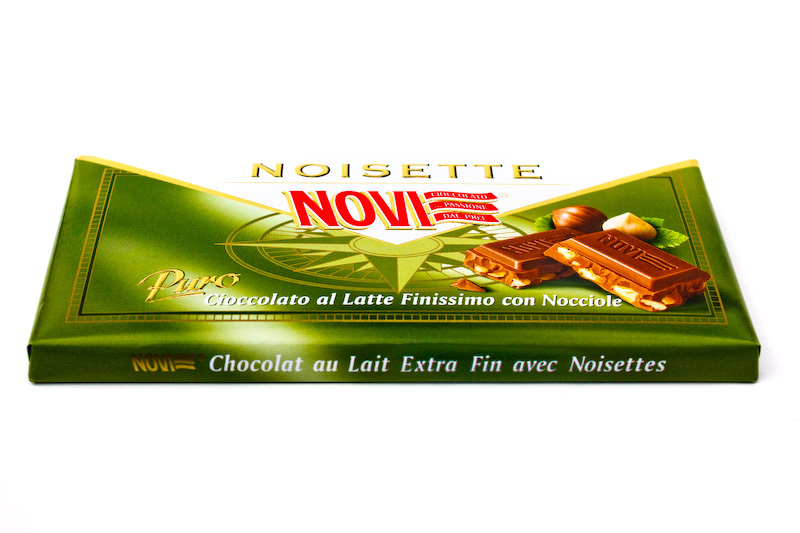 NOISETTE
NOVI
CIOCCOLATO
... PASSIONE
DAL 1903
NOVI
NOVI
Puro
Cioccolato al Latte Finissimo con Nocciole
NOVI
Chocolat au Lait Extra Fin avec Noisettes